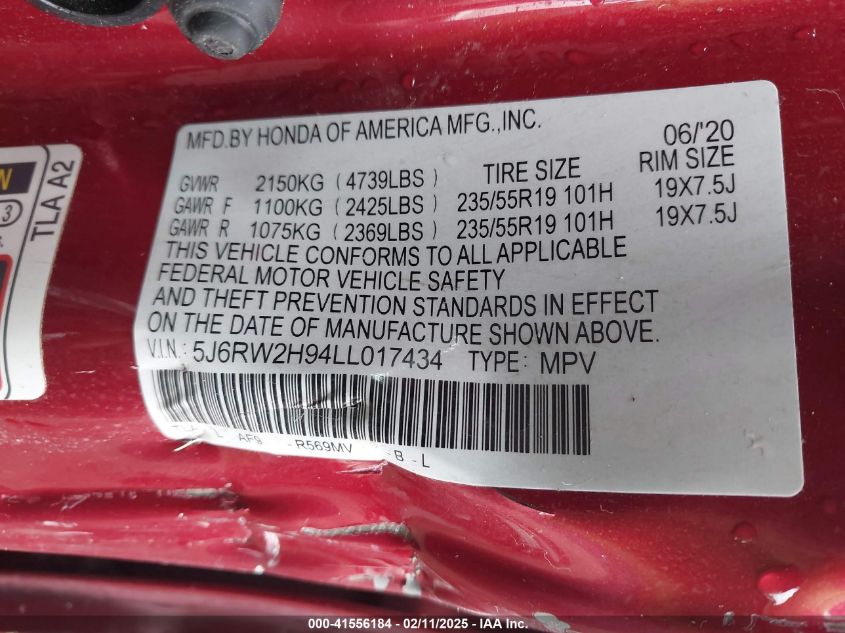 MFD.BY HONDA OF AMERICA MFG.,INC. 06/'20
GVWR 2150KG (4739LBS) TIRE SIZE RIM SIZE
GAWR F 1100KG (2425LBS) 235/55R19 101H 19X7.5J
GAWR R 1075KG (2369LBS) 235/55R19 101H 19X7.5J
THIS VEHICLE CONFORMS TO ALL APPLICABLE
FEDERAL MOTOR VEHICLE SAFETY
AND THEFT PREVENTION STANDARDS IN EFFECT
ON THE DATE OF MANUFACTURE SHOWN ABOVE.
V.I.N.: 5J6RW2H94LL017434 TYPE: MPV
AF9 -R569MV -B-L
TLA A2
3
000-41556184 - 02/11/2025 - IAA Inc.